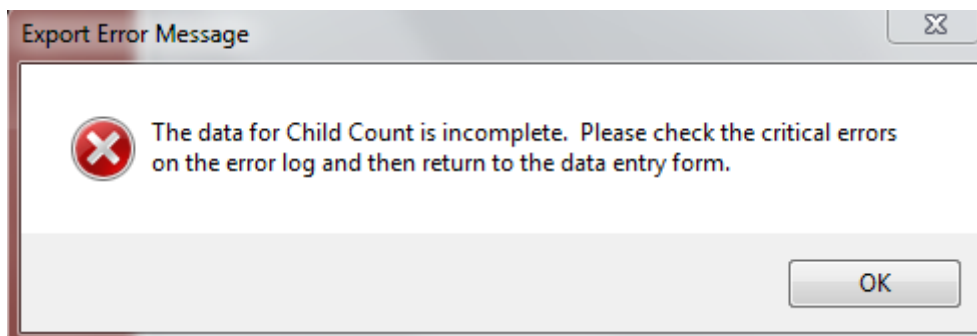 Export Error Message
The data for Child Count is incomplete.  Please check the critical errors
on the error log and then return to the data entry form.
OK